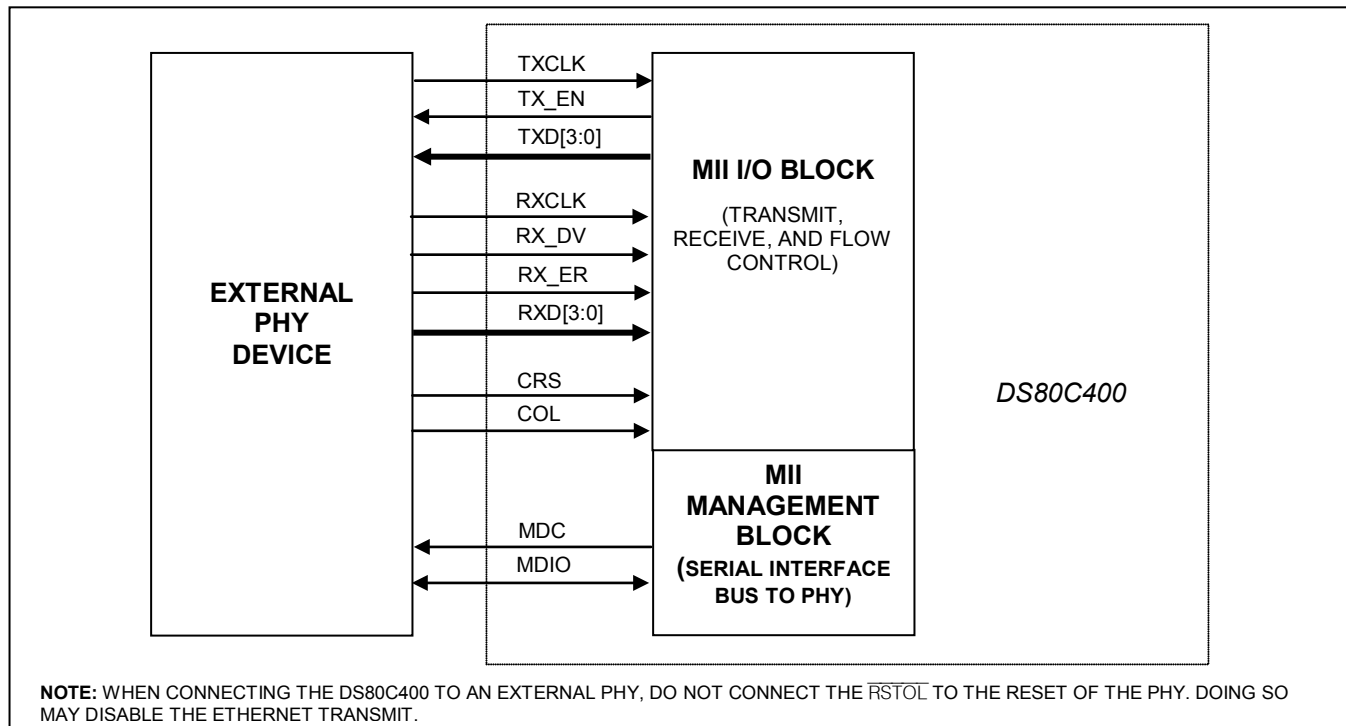 TXCLK
TX_EN
TXD[3:0]
RXCLK
RX_DV
RX_ER
RXD[3:0]
CRS
COL
MDC
MDIO
EXTERNAL
PHY
DEVICE
MII I/O BLOCK
(TRANSMIT,
RECEIVE, AND FLOW
CONTROL)
MII
MANAGEMENT
BLOCK
(SERIAL INTERFACE
BUS TO PHY)
DS80C400
NOTE: WHEN CONNECTING THE DS80C400 TO AN EXTERNAL PHY, DO NOT CONNECT THE R̅S̅T̅O̅L̅ TO THE RESET OF THE PHY. DOING SO
MAY DISABLE THE ETHERNET TRANSMIT.